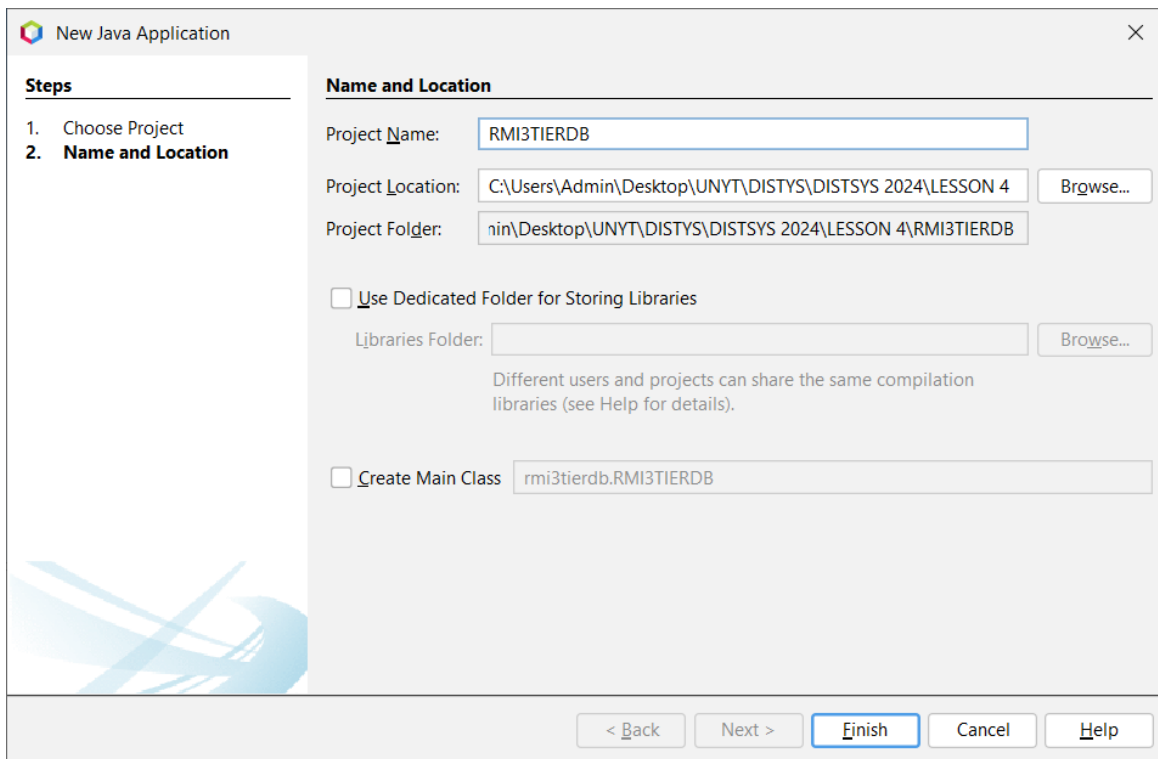 New Java Application
Steps
1. Choose Project
2. Name and Location
Name and Location
Project Name: RMI3TIERDB
Project Location: C:\Users\Admin\Desktop\UNYT\DISTYS\DISTSYS 2024\LESSON 4 Browse...
Project Folder: nin\Desktop\UNYT\DISTYS\DISTSYS 2024\LESSON 4\RMI3TIERDB
Use Dedicated Folder for Storing Libraries
Libraries Folder: Browse...
Different users and projects can share the same compilation
libraries (see Help for details).
Create Main Class rmi3tierdb.RMI3TIERDB
< Back Next > Finish Cancel Help